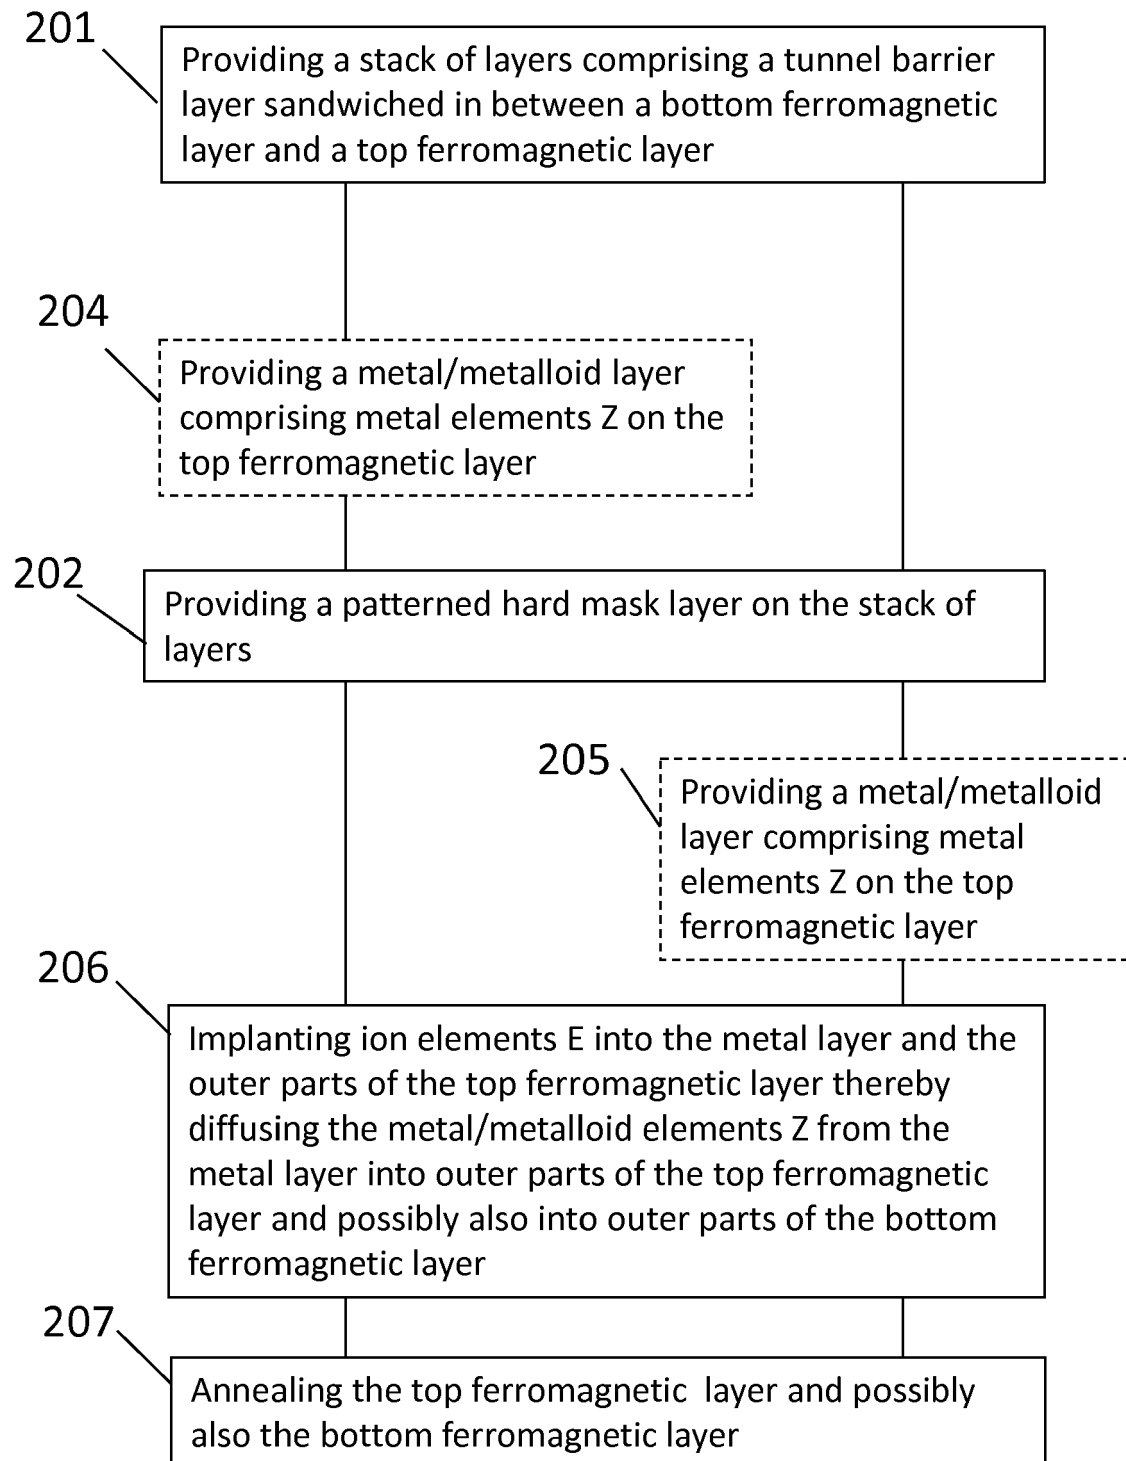 201
Providing a stack of layers comprising a tunnel barrier
layer sandwiched in between a bottom ferromagnetic
layer and a top ferromagnetic layer
204
Providing a metal/metalloid layer
comprising metal elements Z on the
top ferromagnetic layer
202
Providing a patterned hard mask layer on the stack of
layers
205
Providing a metal/metalloid
layer comprising metal
elements Z on the top
ferromagnetic layer
206
Implanting ion elements E into the metal layer and the
outer parts of the top ferromagnetic layer thereby
diffusing the metal/metalloid elements Z from the
metal layer into outer parts of the top ferromagnetic
layer and possibly also into outer parts of the bottom
ferromagnetic layer
207
Annealing the top ferromagnetic layer and possibly
also the bottom ferromagnetic layer